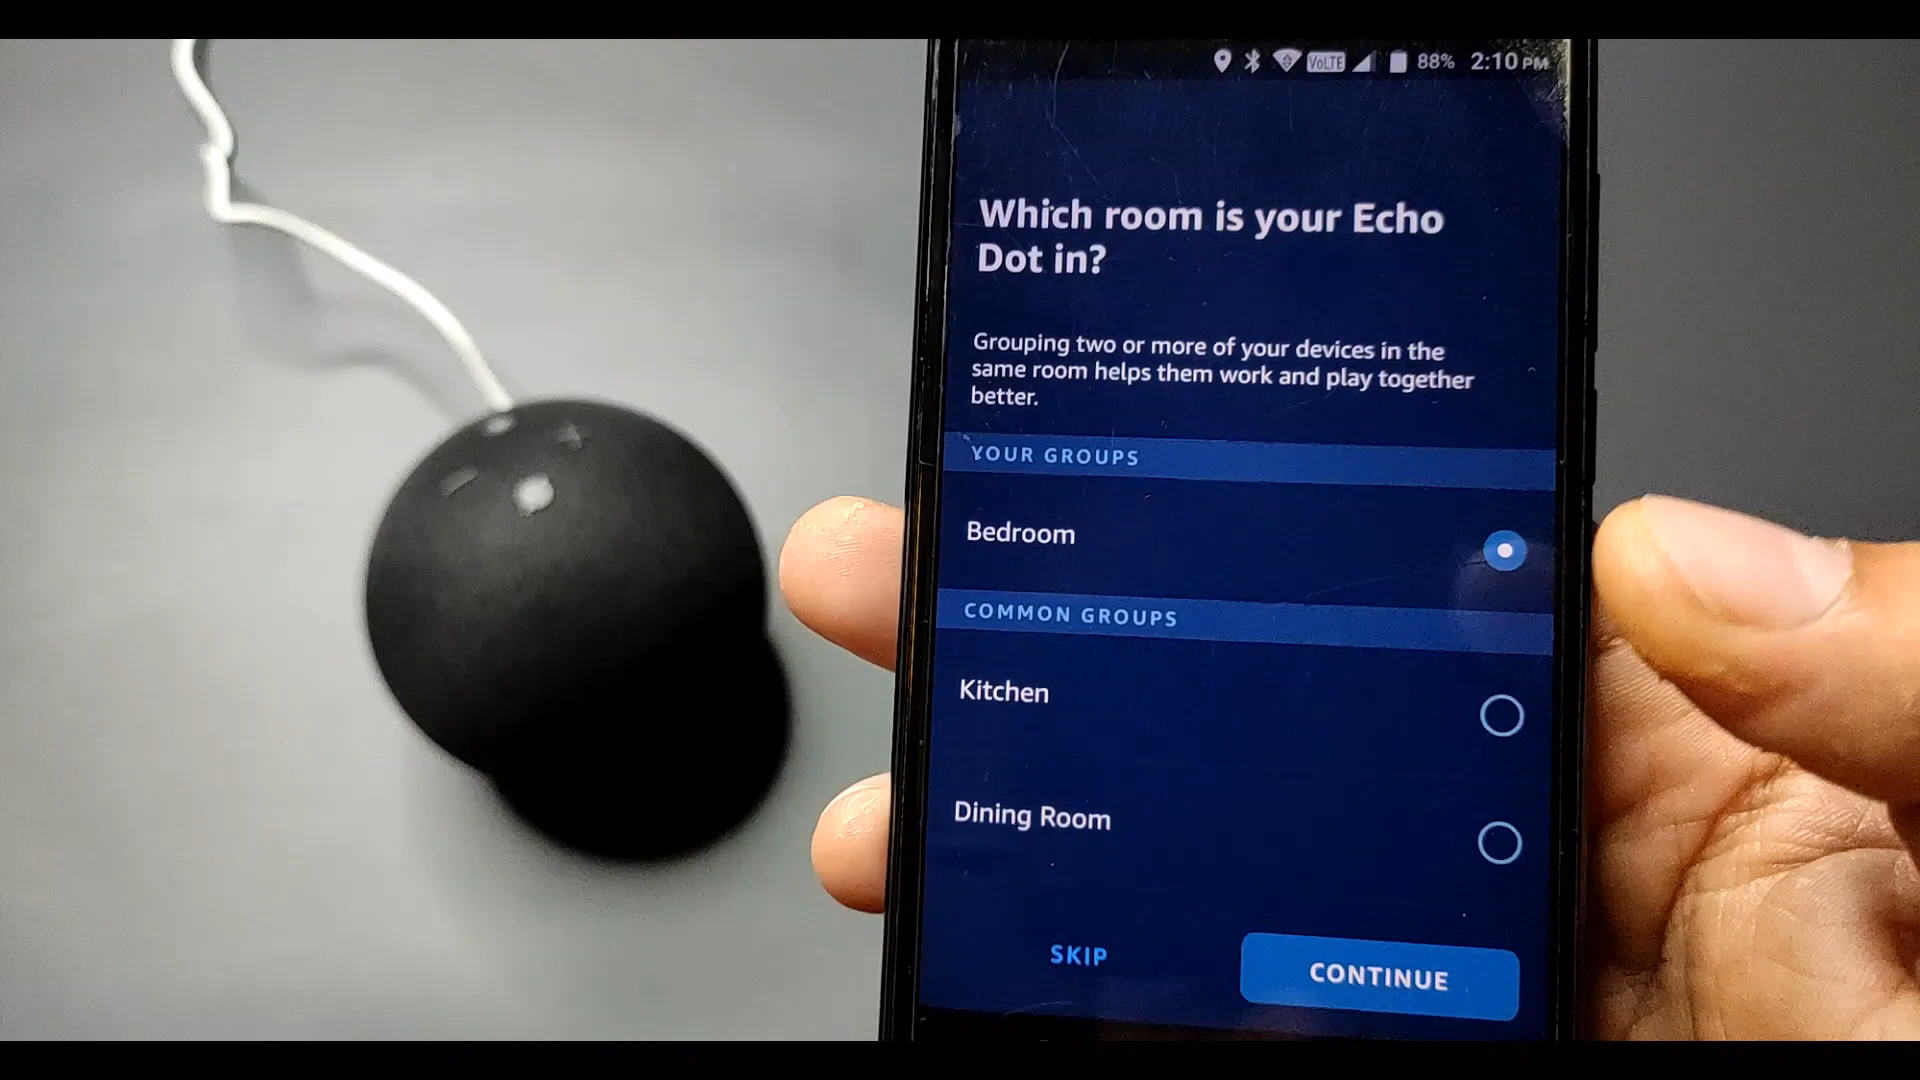 VoLTE 88% 2:10 PM
Which room is your Echo
Dot in?
Grouping two or more of your devices in the
same room helps them work and play together
better.
YOUR GROUPS
Bedroom
COMMON GROUPS
Kitchen
Dining Room
SKIP
CONTINUE